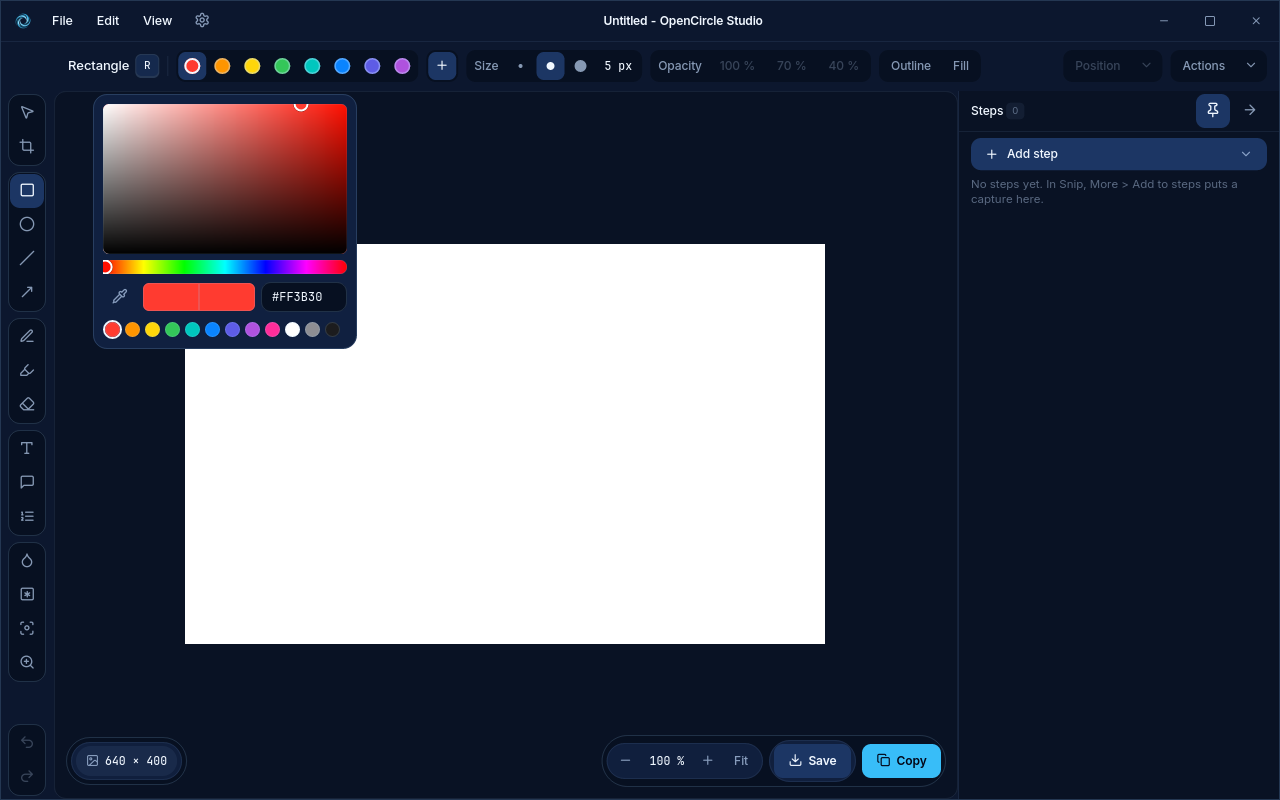 File Edit View
Untitled - OpenCircle Studio
Rectangle R
Size 5 px
Opacity 100 % 70 % 40 %
Outline Fill
Position
Actions
Steps 0
Add step
No steps yet. In Snip, More > Add to steps puts a
capture here.
#FF3B30
640 × 400
100 %
Fit
Save
Copy